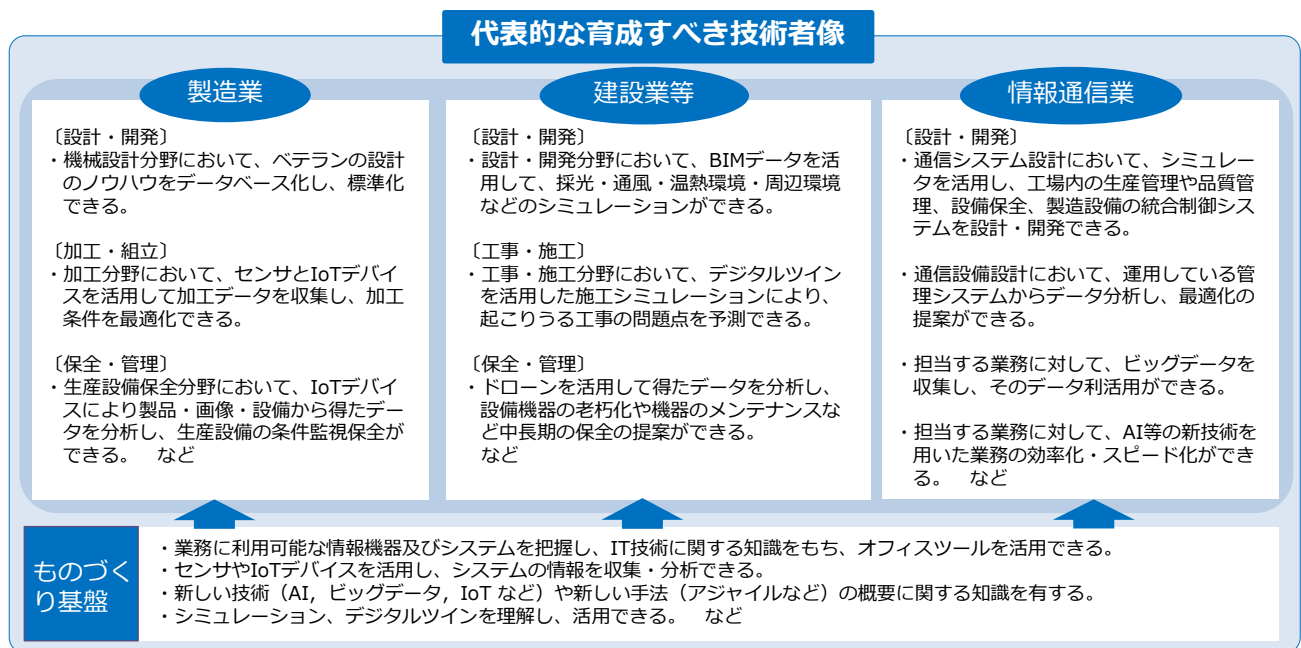 代表的な育成すべき技術者像
製造業
〔設計・開発〕
・機械設計分野において、ベテランの設計
のノウハウをデータベース化し、標準化
できる。
〔加工・組立〕
・加工分野において、センサとIoTデバイ
スを活用して加工データを収集し、加工
条件を最適化できる。
〔保全・管理〕
・生産設備保全分野において、IoTデバイ
スにより製品・画像・設備から得たデー
タを分析し、生産設備の条件監視保全が
できる。　など
建設業等
〔設計・開発〕
・設計・開発分野において、BIMデータを活
用して、採光・通風・温熱環境・周辺環境
などのシミュレーションができる。
〔工事・施工〕
・工事・施工分野において、デジタルツイン
を活用した施工シミュレーションにより、
起こりうる工事の問題点を予測できる。
〔保全・管理〕
・ドローンを活用して得たデータを分析し、
設備機器の老朽化や機器のメンテナンスな
ど中長期の保全の提案ができる。
など
情報通信業
〔設計・開発〕
・通信システム設計において、シミュレー
タを活用し、工場内の生産管理や品質管
理、設備保全、製造設備の統合制御シス
テムを設計・開発できる。
・通信設備設計において、運用している管
理システムからデータ分析し、最適化の
提案ができる。
・担当する業務に対して、ビッグデータを
収集し、そのデータ利活用ができる。
・担当する業務に対して、AI等の新技術を
用いた業務の効率化・スピード化ができ
る。　など
ものづく
り基盤
・業務に利用可能な情報機器及びシステムを把握し、IT技術に関する知識をもち、オフィスツールを活用できる。
・センサやIoTデバイスを活用し、システムの情報を収集・分析できる。
・新しい技術（AI，ビッグデータ，IoT など）や新しい手法（アジャイルなど）の概要に関する知識を有する。
・シミュレーション、デジタルツインを理解し、活用できる。　など